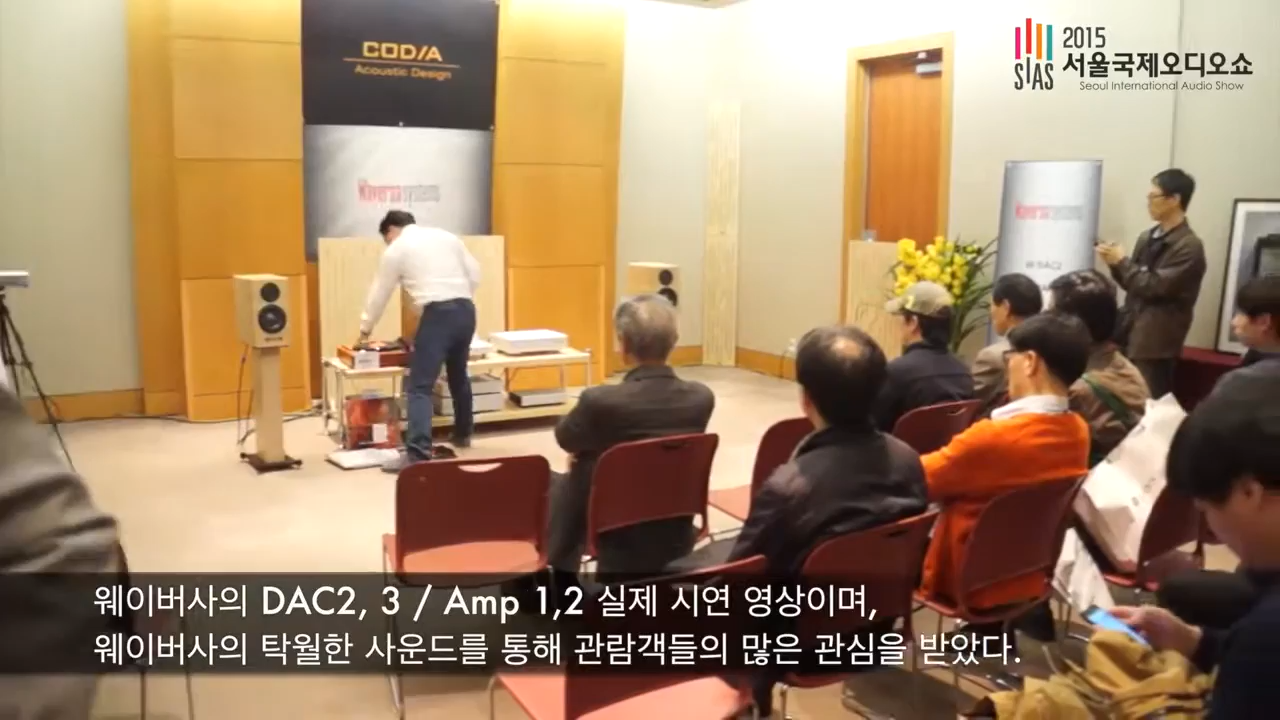 CODIA
Acoustic Design
Waversa systems
2015
서울국제오디오쇼
SIAS
Seoul International Audio Show
Waversa systems
W DAC2
웨이버사의 DAC2, 3 / Amp 1,2 실제 시연 영상이며,
웨이버사의 탁월한 사운드를 통해 관람객들의 많은 관심을 받았다.